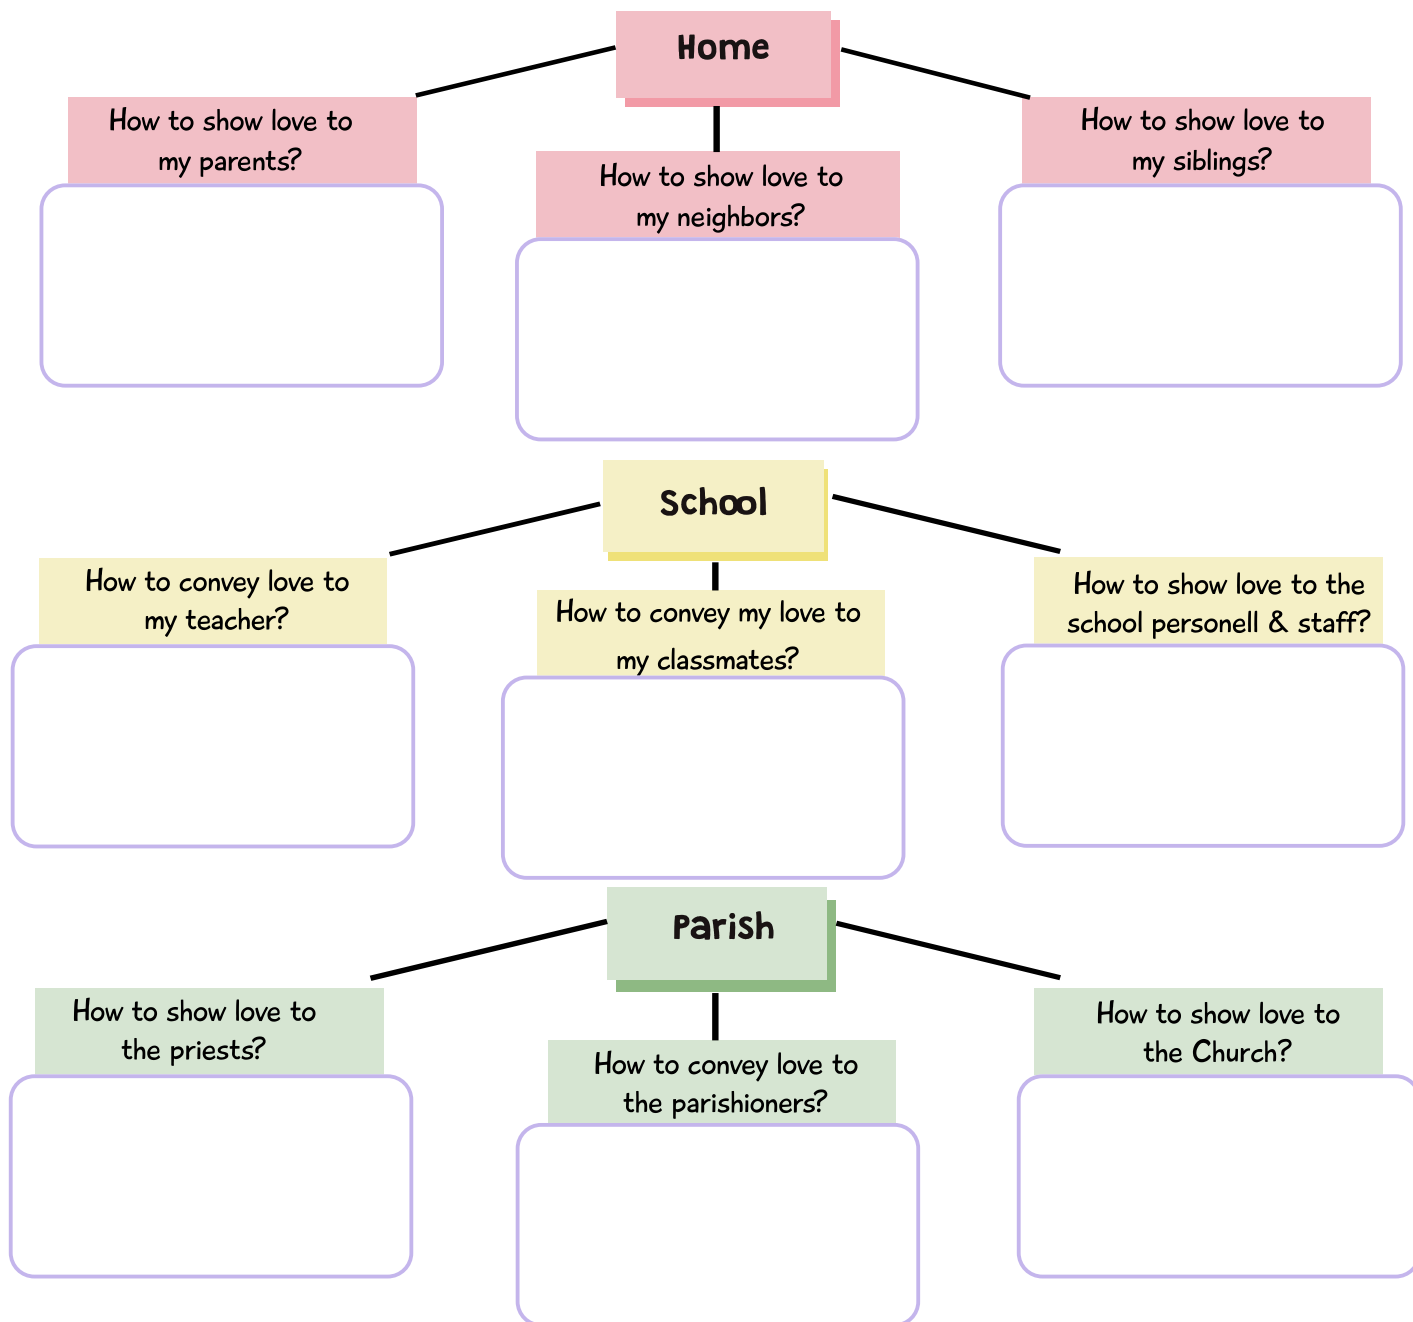 Home
How to show love to
my parents?
How to show love to
my neighbors?
How to show love to
my siblings?
School
How to convey love to
my teacher?
How to convey my love to
my classmates?
How to show love to the
school personell & staff?
Parish
How to show love to
the priests?
How to convey love to
the parishioners?
How to show love to
the Church?